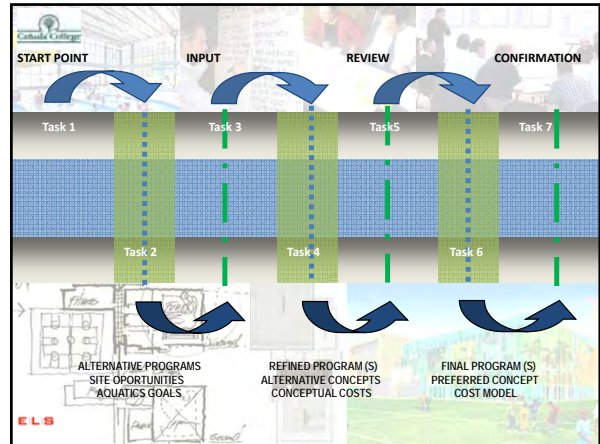 Cañada College
START POINT
INPUT
REVIEW
CONFIRMATION
Task 1
Task 3
Task5
Task 7
Task 2
Task 4
Task 6
fitness
ALTERNATIVE PROGRAMS
SITE OPORTUNITIES
AQUATICS GOALS
REFINED PROGRAM (S)
ALTERNATIVE CONCEPTS
CONCEPTUAL COSTS
FINAL PROGRAM (S)
PREFERRED CONCEPT
COST MODEL
ELS